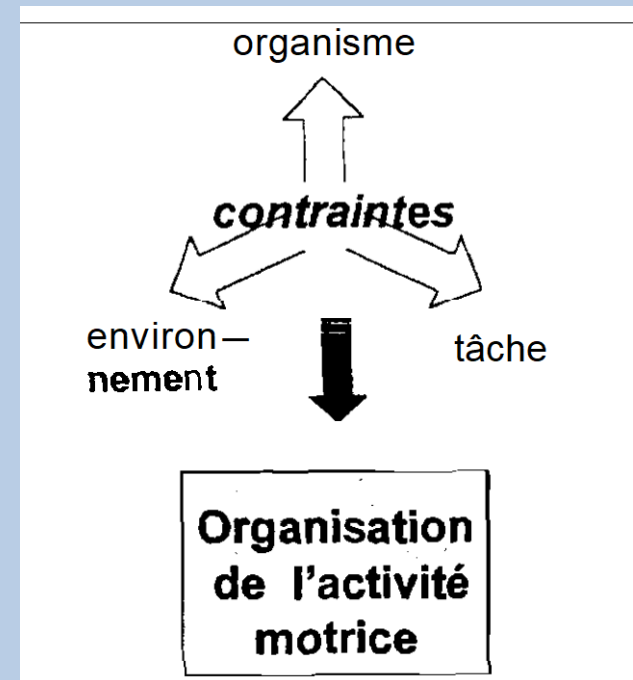 organisme
contraintes
environ—
nement
tâche
Organisation
de l'activité
motrice